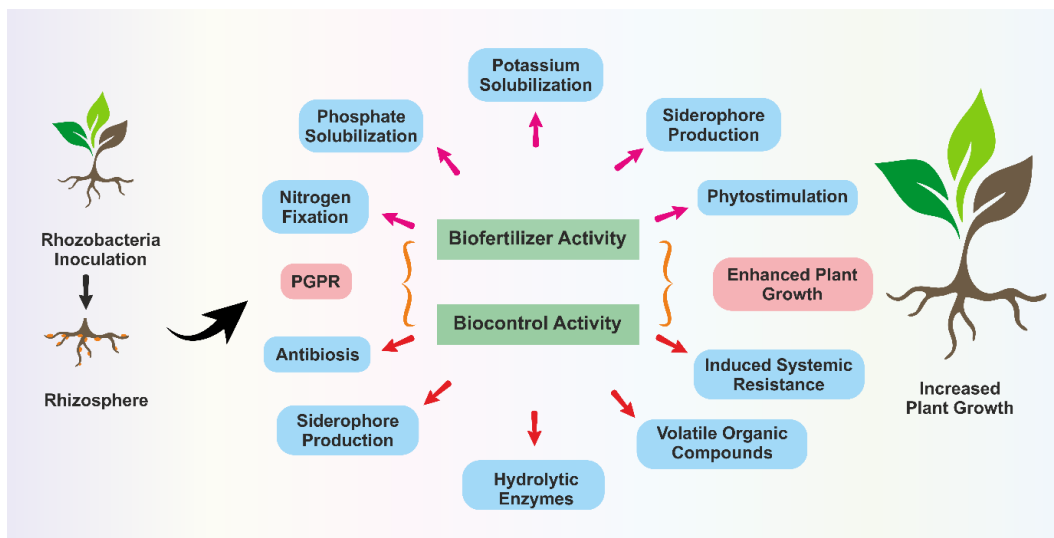 Rhozobacteria
Inoculation
Rhizosphere
Potassium
Solubilization
Phosphate
Solubilization
Siderophore
Production
Nitrogen
Fixation
Phytostimulation
Biofertilizer Activity
PGPR
Enhanced Plant
Growth
Biocontrol Activity
Antibiosis
Induced Systemic
Resistance
Siderophore
Production
Volatile Organic
Compounds
Hydrolytic
Enzymes
Increased
Plant Growth